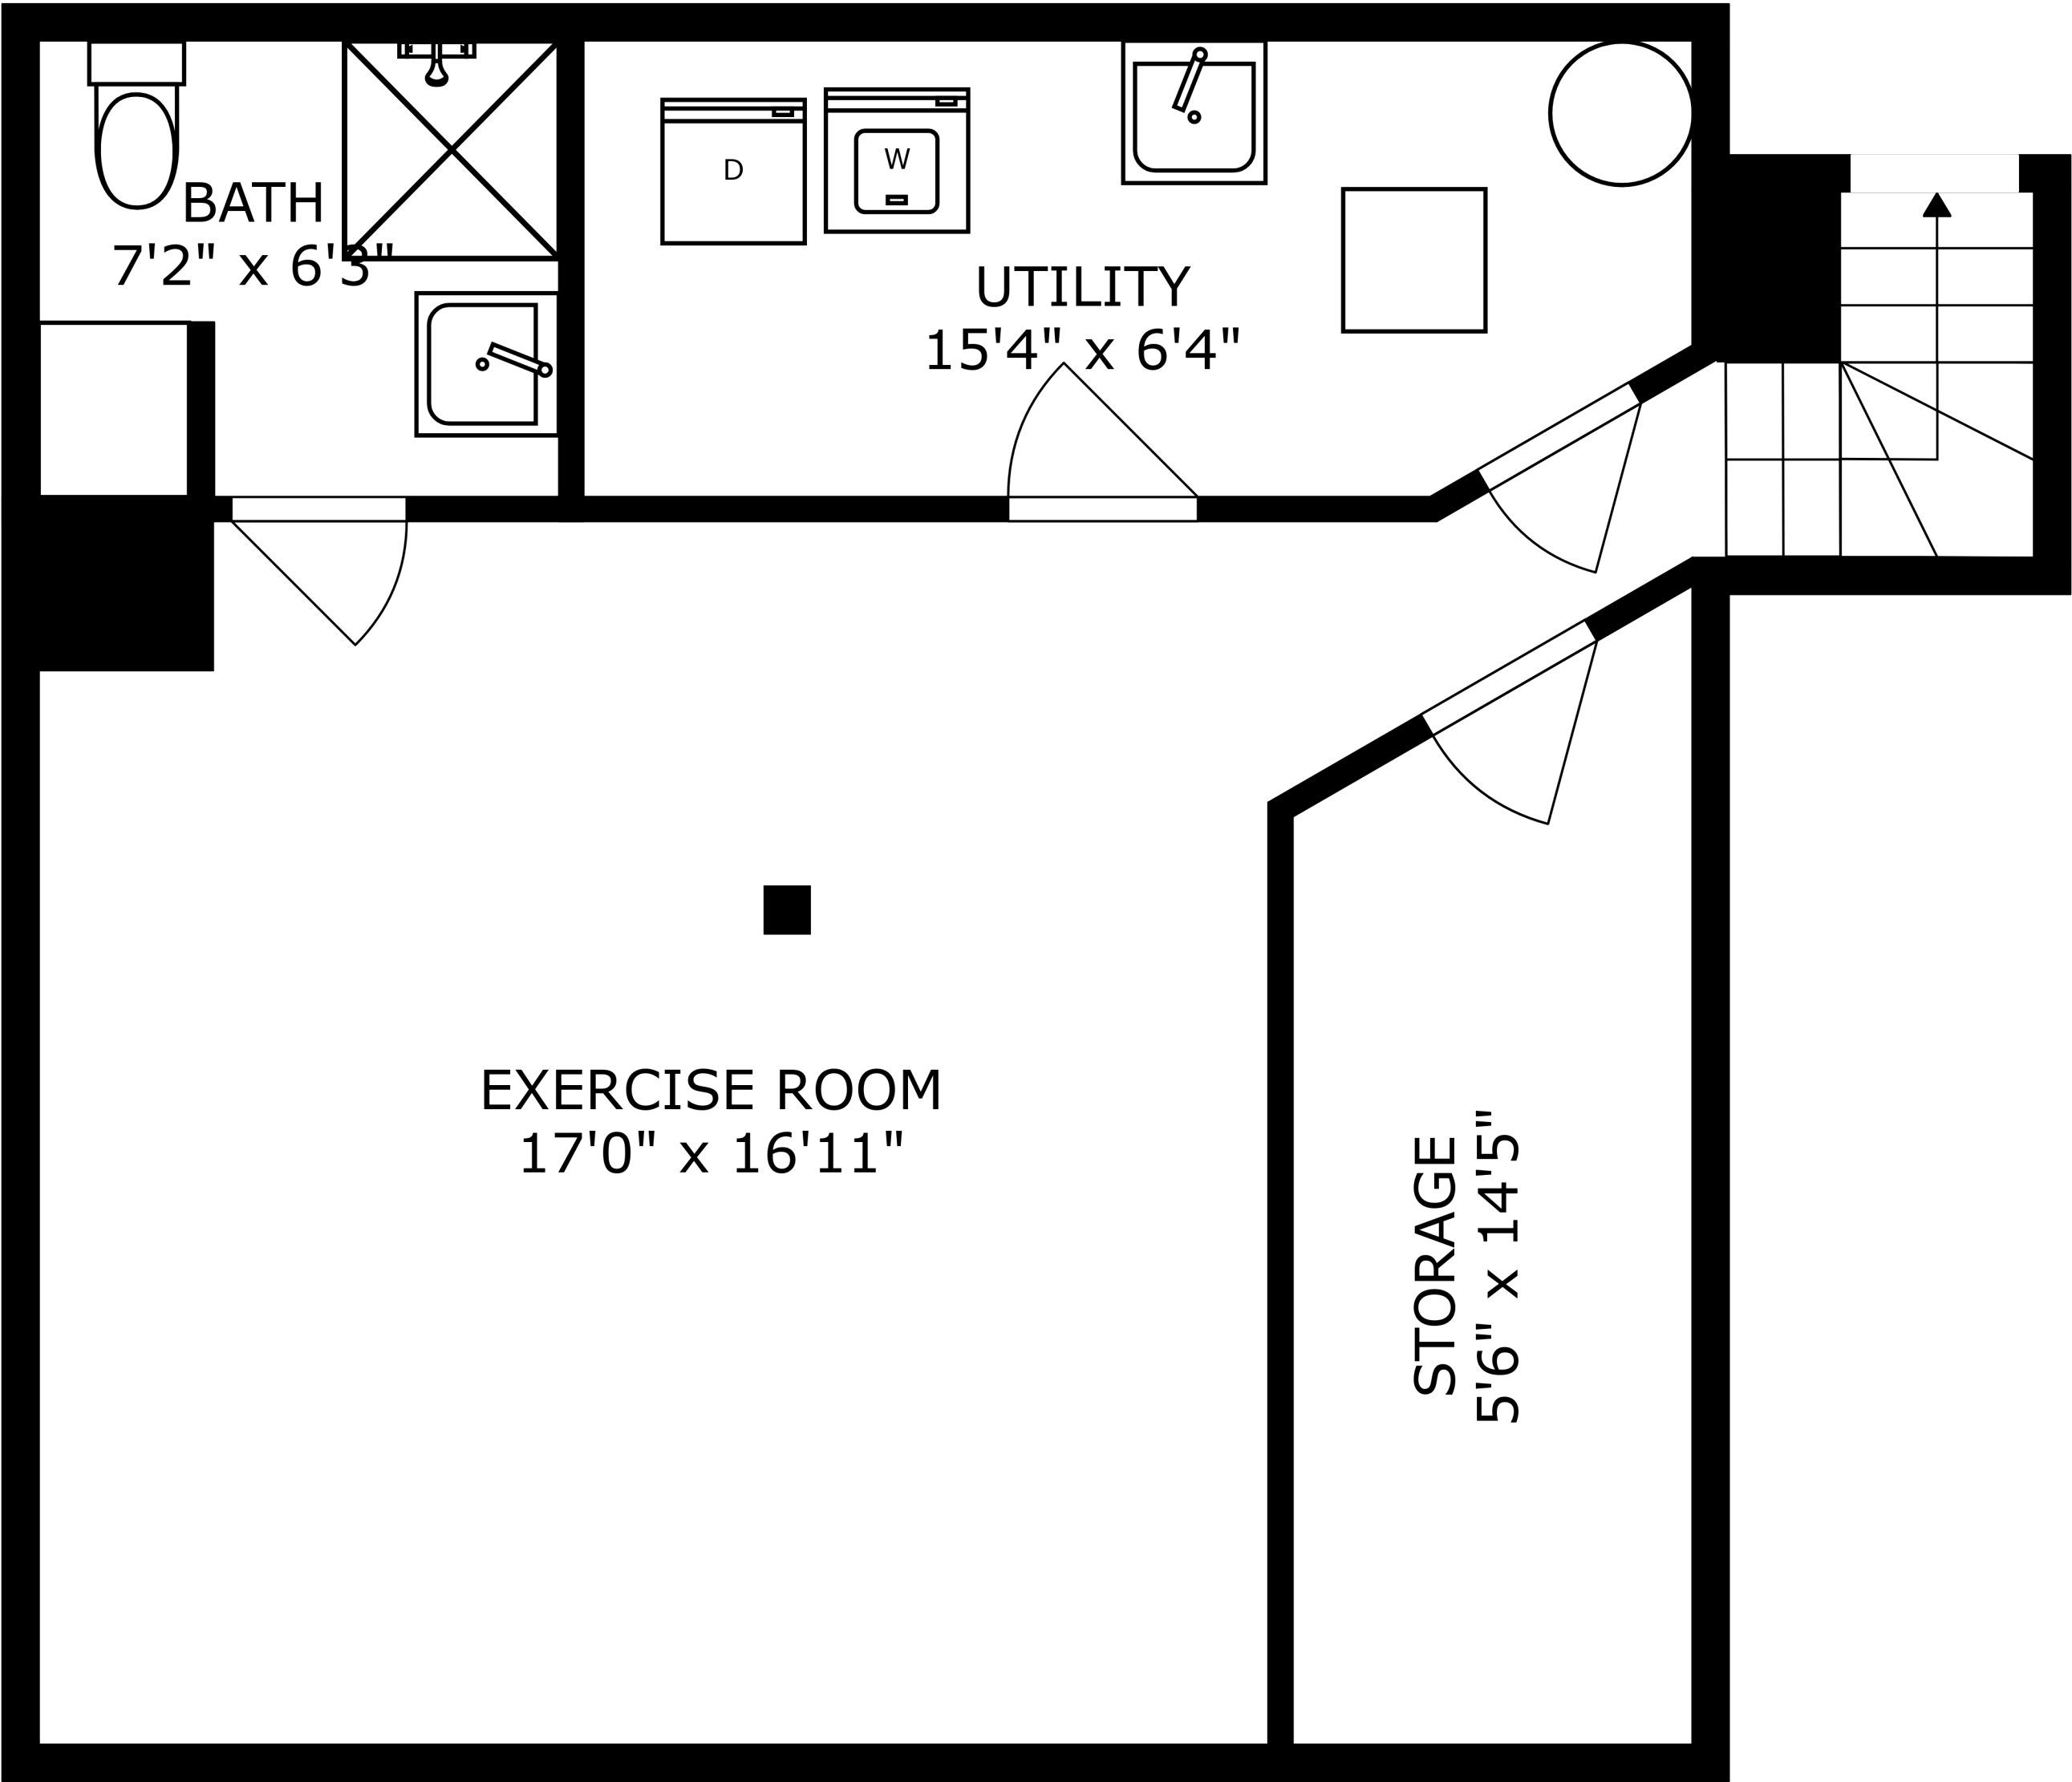 D
W
BATH
7'2" x 6'3"
UTILITY
15'4" x 6'4"
EXERCISE ROOM
17'0" x 16'11"
STORAGE
5'6" x 14'5"